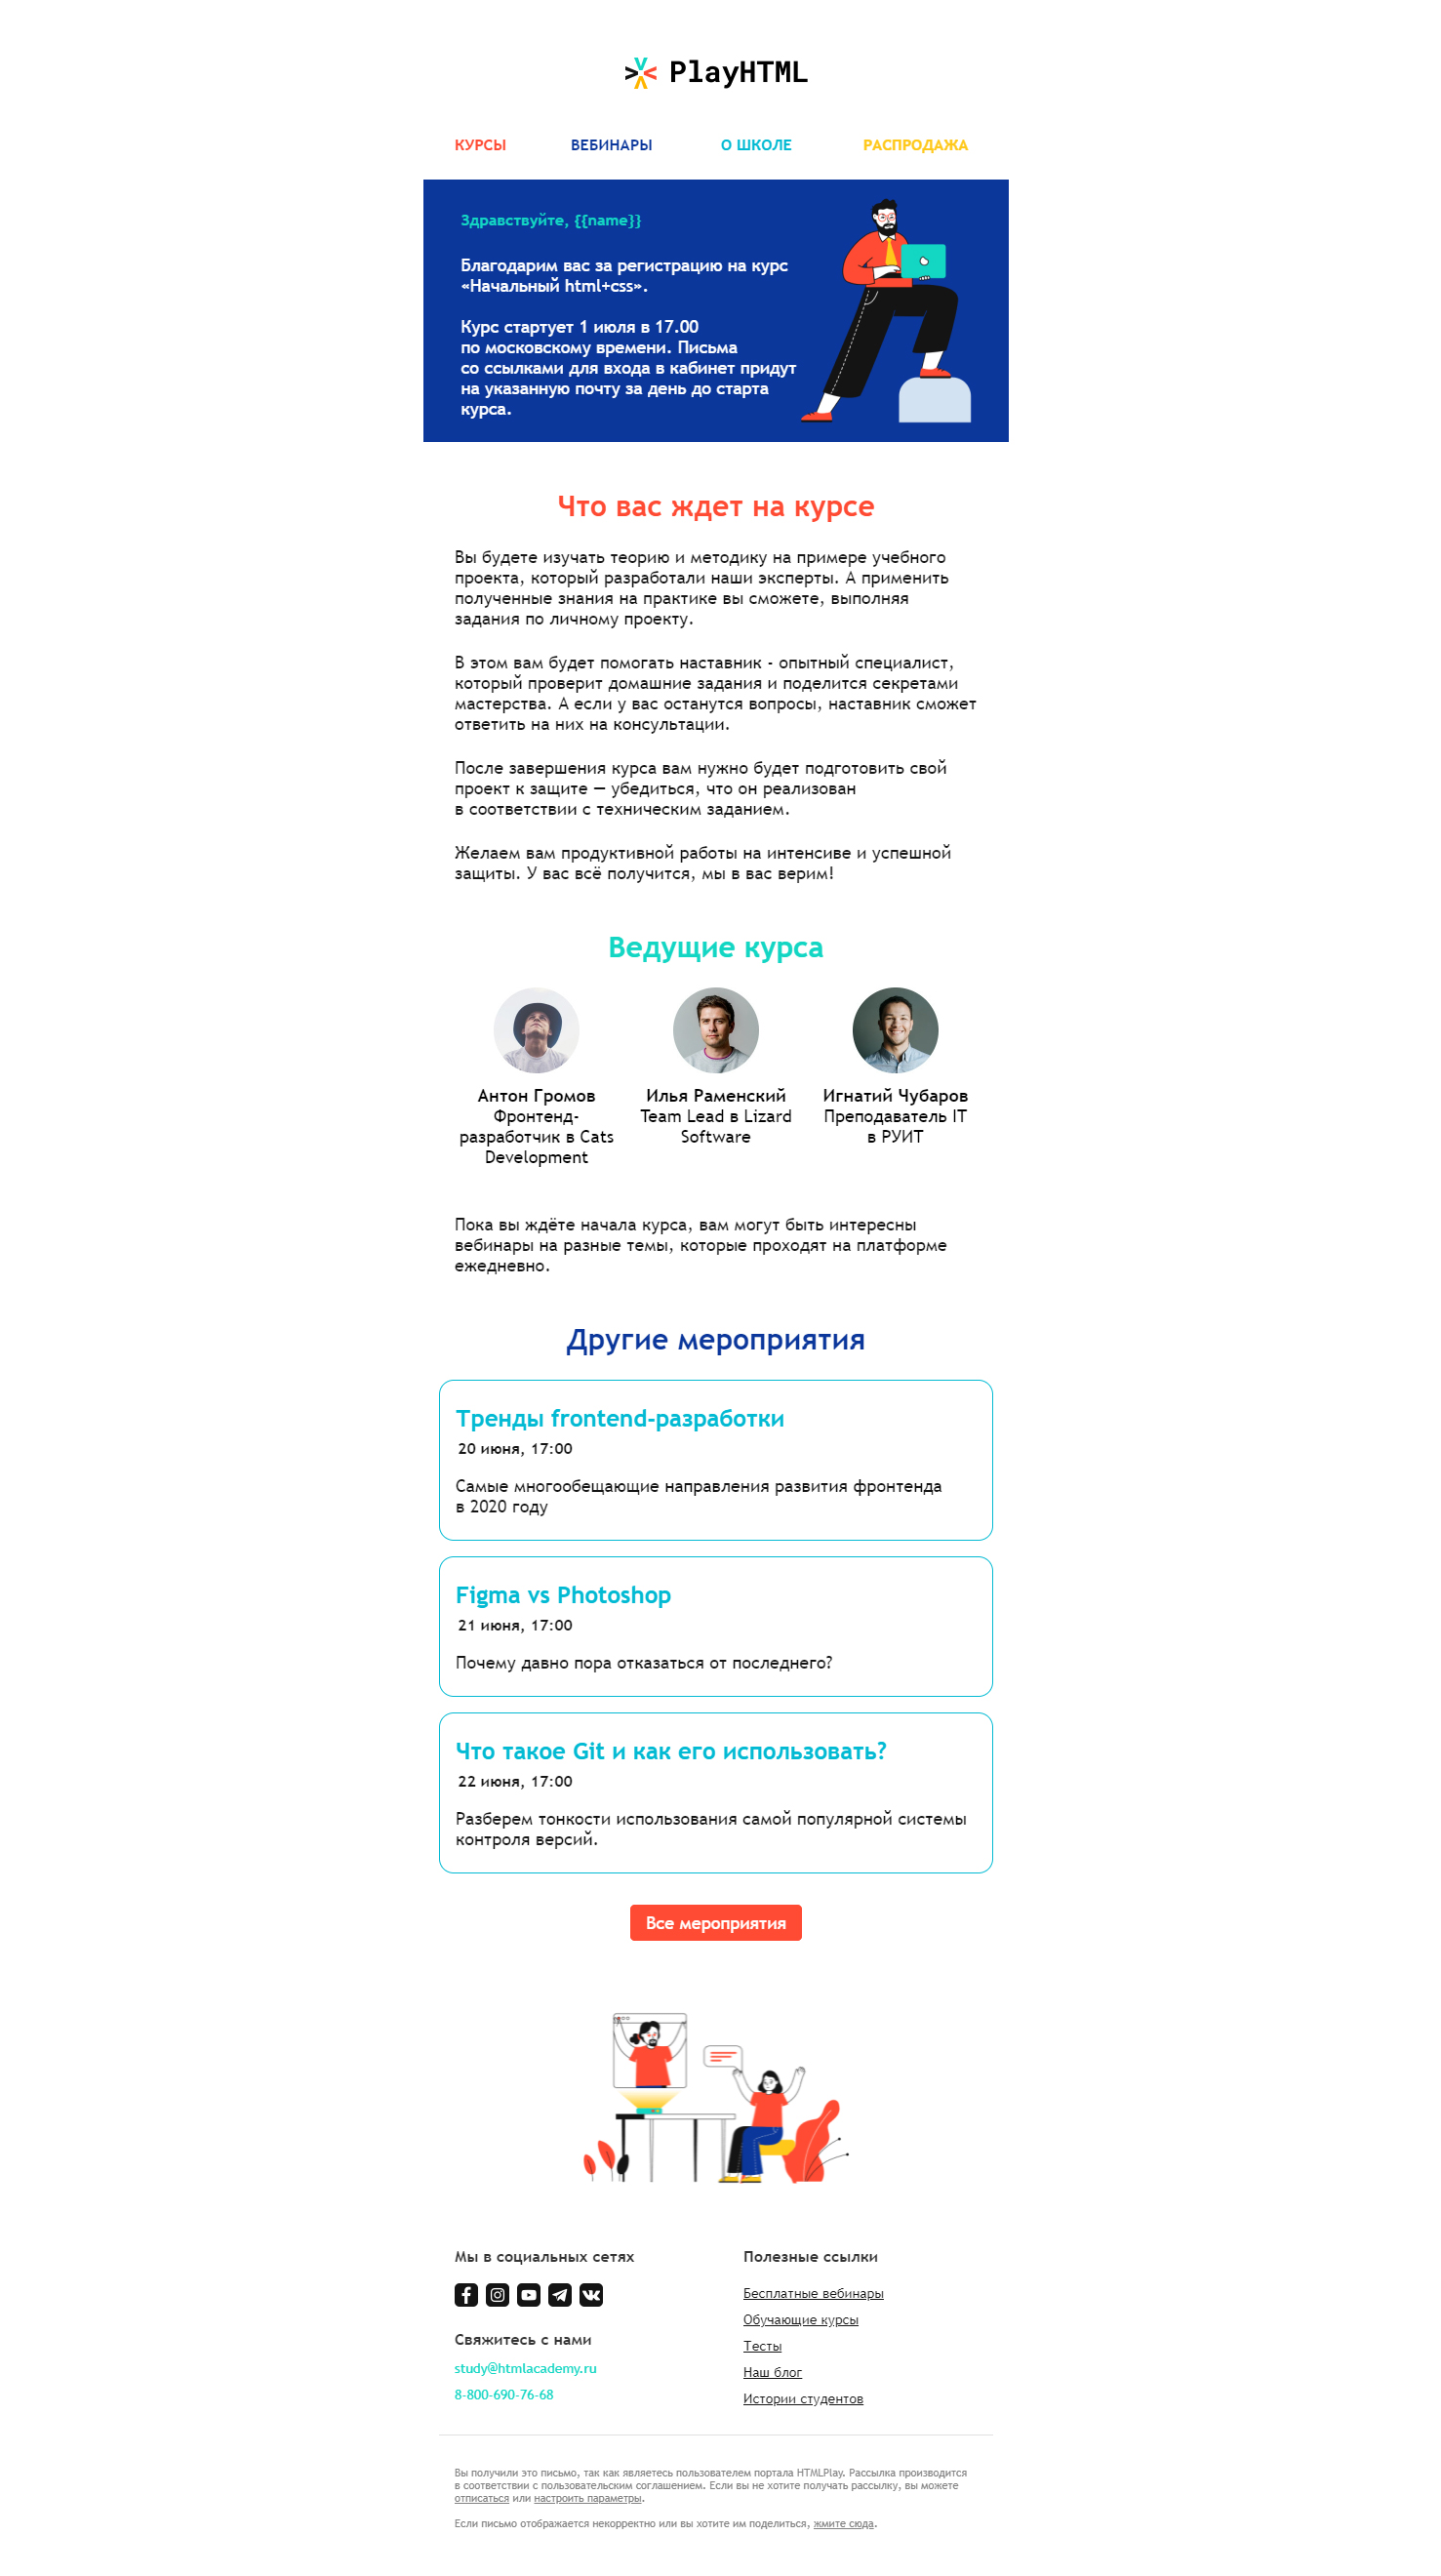 PlayHTML
КУРСЫ ВЕБИНАРЫ О ШКОЛЕ РАСПРОДАЖА
Здравствуйте, {{name}}
Благодарим вас за регистрацию на курс
«Начальный html+css».
Курс стартует 1 июля в 17.00
по московскому времени. Письма
со ссылками для входа в кабинет придут
на указанную почту за день до старта
курса.
Что вас ждет на курсе
Вы будете изучать теорию и методику на примере учебного
проекта, который разработали наши эксперты. А применить
полученные знания на практике вы сможете, выполняя
задания по личному проекту.
В этом вам будет помогать наставник - опытный специалист,
который проверит домашние задания и поделится секретами
мастерства. А если у вас останутся вопросы, наставник сможет
ответить на них на консультации.
После завершения курса вам нужно будет подготовить свой
проект к защите — убедиться, что он реализован
в соответствии с техническим заданием.
Желаем вам продуктивной работы на интенсиве и успешной
защиты. У вас всё получится, мы в вас верим!
Ведущие курса
Антон Громов
Фронтенд-
разработчик в Cats
Development
Илья Раменский
Team Lead в Lizard
Software
Игнатий Чубаров
Преподаватель IT
в РУИТ
Пока вы ждёте начала курса, вам могут быть интересны
вебинары на разные темы, которые проходят на платформе
ежедневно.
Другие мероприятия
Тренды frontend-разработки
20 июня, 17:00
Самые многообещающие направления развития фронтенда
в 2020 году
Figma vs Photoshop
21 июня, 17:00
Почему давно пора отказаться от последнего?
Что такое Git и как его использовать?
22 июня, 17:00
Разберем тонкости использования самой популярной системы
контроля версий.
Все мероприятия
Мы в социальных сетях
Свяжитесь с нами
study@htmlacademy.ru
8-800-690-76-68
Полезные ссылки
Бесплатные вебинары
Обучающие курсы
Тесты
Наш блог
Истории студентов
Вы получили это письмо, так как являетесь пользователем портала HTMLPlay. Рассылка производится
в соответствии с пользовательским соглашением. Если вы не хотите получать рассылку, вы можете
отписаться или настроить параметры.
Если письмо отображается некорректно или вы хотите им поделиться, жмите сюда.